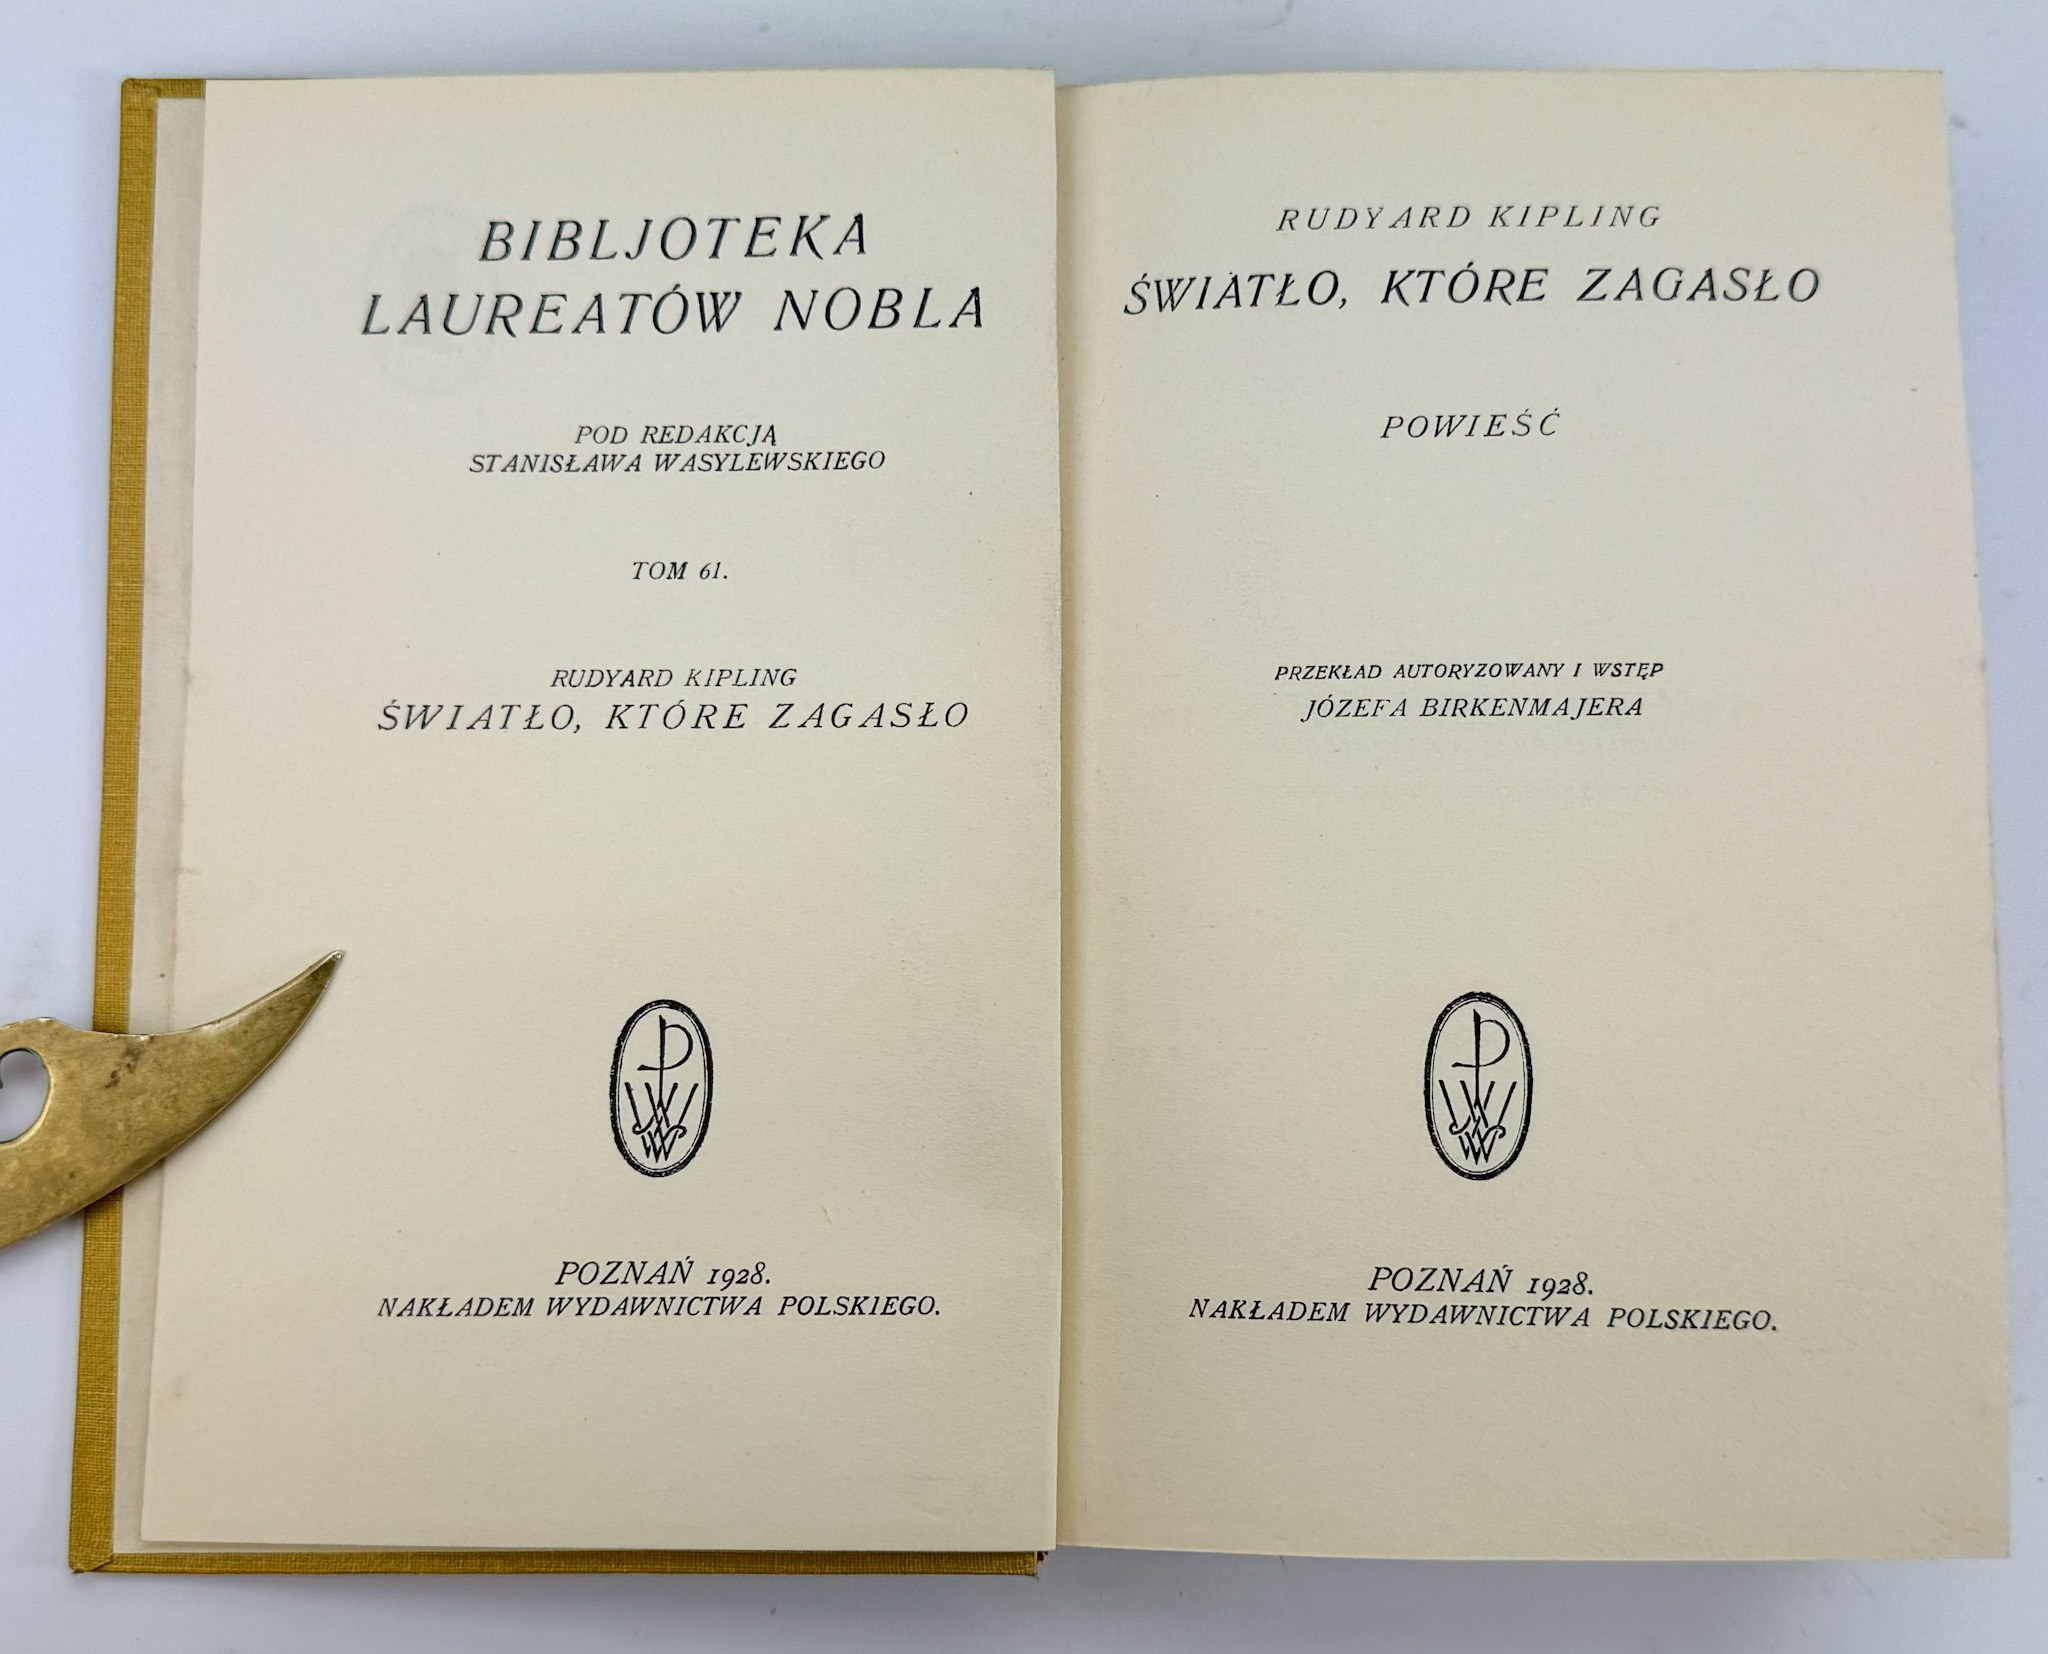 BIBLJOTEKA
LAUREATÓW NOBLA
POD REDAKCJĄ
STANISŁAWA WASYLEWSKIEGO
TOM 61.
RUDYARD KIPLING
ŚWIATŁO, KTÓRE ZAGASŁO
POZNAŃ 1928.
NAKŁADEM WYDAWNICTWA POLSKIEGO.
RUDYARD KIPLING
ŚWIATŁO, KTÓRE ZAGASŁO
POWIEŚĆ
PRZEKŁAD AUTORYZOWANY I WSTĘP
JÓZEFA BIRKENMAJERA
POZNAŃ 1928.
NAKŁADEM WYDAWNICTWA POLSKIEGO.